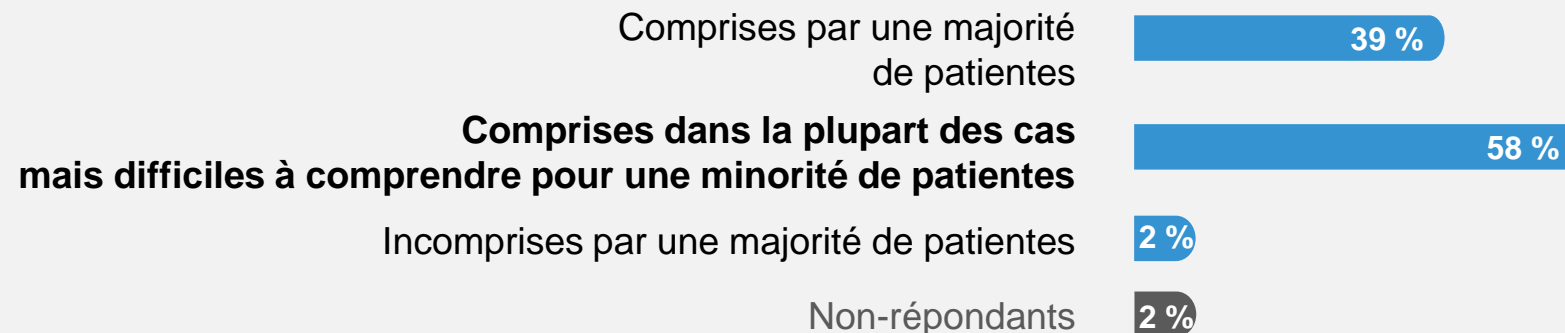 Comprises par une majorité
de patientes
39 %
Comprises dans la plupart des cas
mais difficiles à comprendre pour une minorité de patientes
58 %
Incomprises par une majorité de patientes
2 %
Non-répondants
2 %